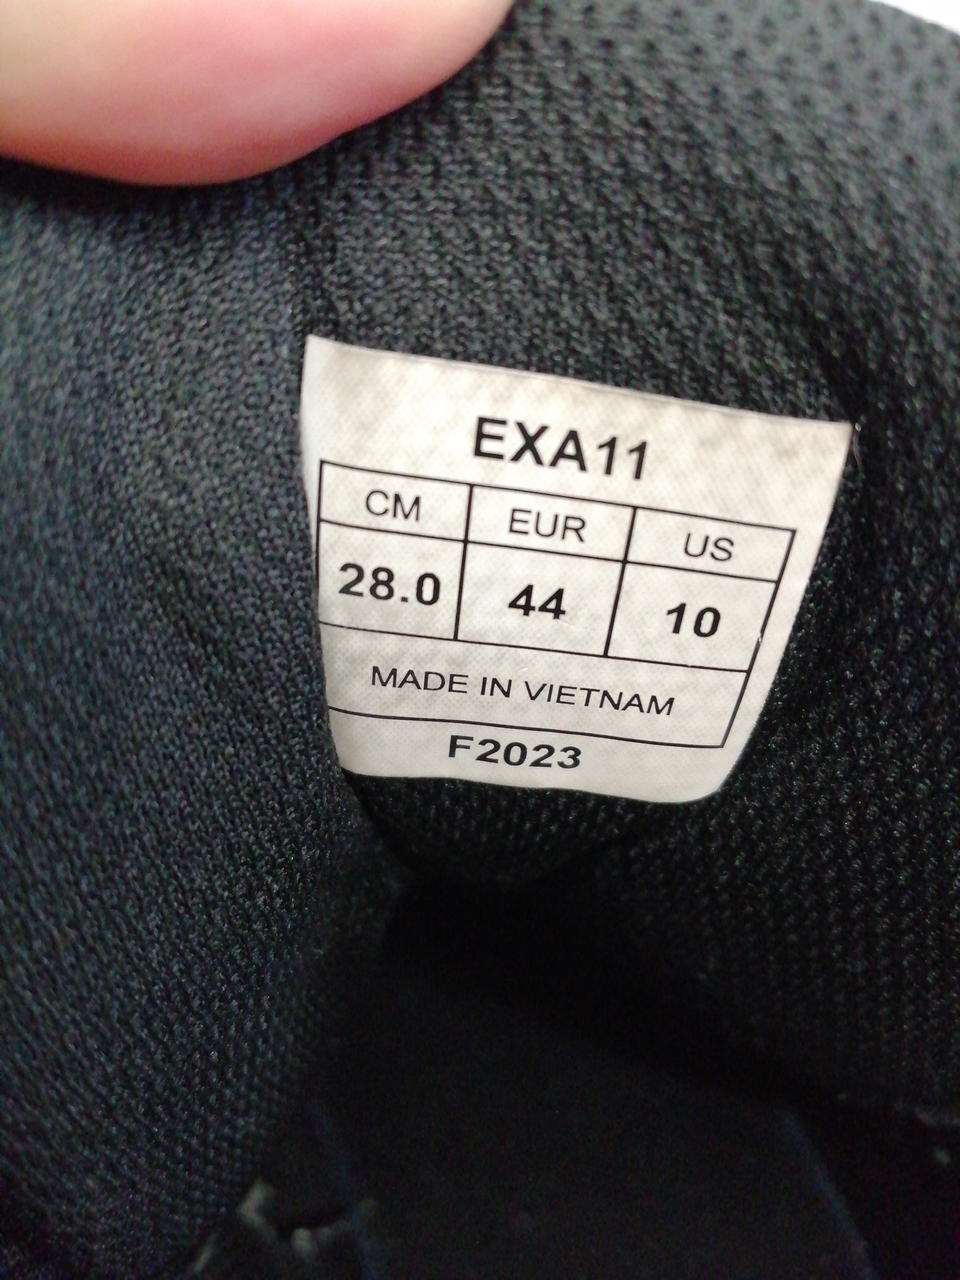 EXA11
CM EUR US
28.0 44 10
MADE IN VIETNAM
F2023